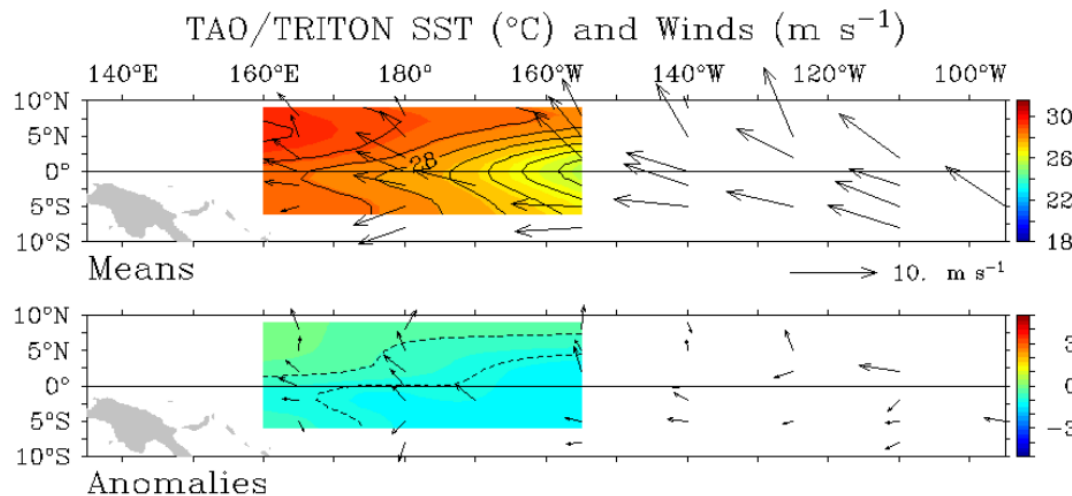 TAO/TRITON SST (°C) and Winds (m s⁻¹)
140°E 160°E 180° 160°W 140°W 120°W 100°W
10°N
5°N
0°
5°S
10°S
28
30
26
22
18
Means
10. m s⁻¹
10°N
5°N
0°
5°S
10°S
3
0
−3
Anomalies